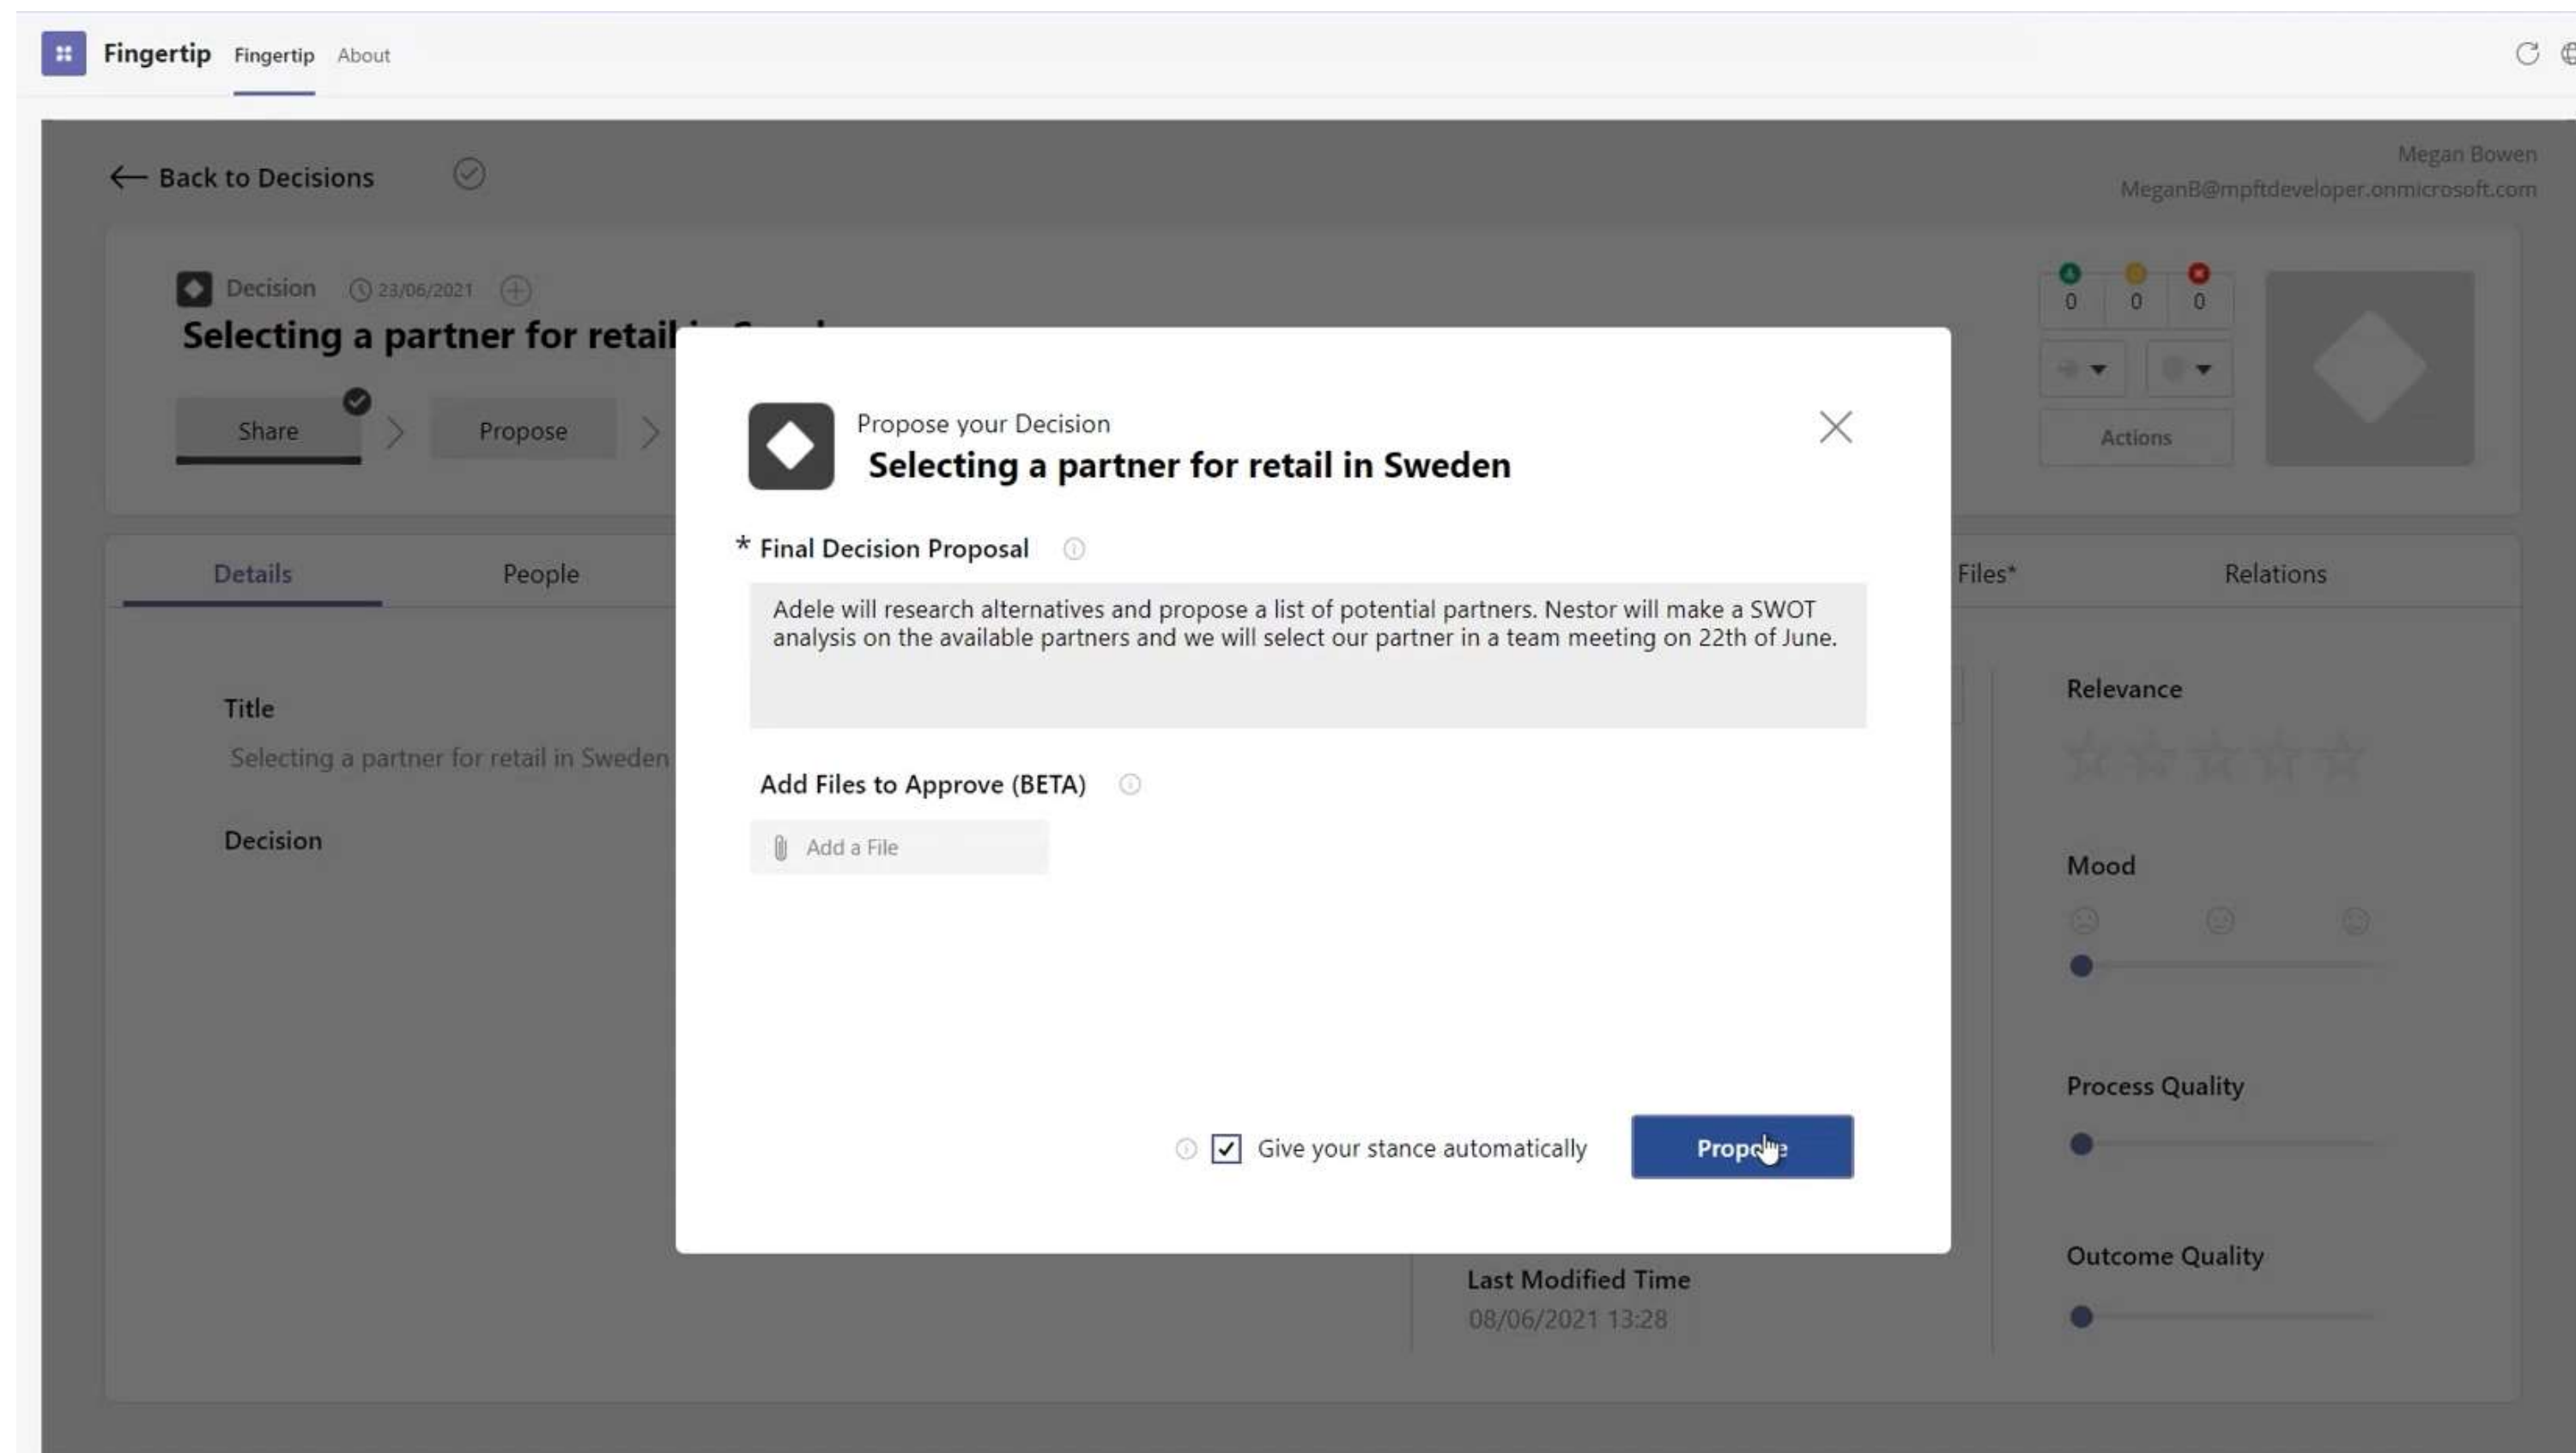 Fingertip Fingertip About
Back to Decisions
Megan Bowen
MeganB@mpftdeveloper.onmicrosoft.com
Decision 23/06/2021
Selecting a partner for retail
0 0 0
Share Propose
Actions
Propose your Decision
Selecting a partner for retail in Sweden
* Final Decision Proposal
Adele will research alternatives and propose a list of potential partners. Nestor will make a SWOT
analysis on the available partners and we will select our partner in a team meeting on 22th of June.
Add Files to Approve (BETA)
Add a File
Give your stance automatically
Propose
Details People Files* Relations
Title
Selecting a partner for retail in Sweden
Decision
Last Modified Time
08/06/2021 13:28
Relevance
Mood
Process Quality
Outcome Quality